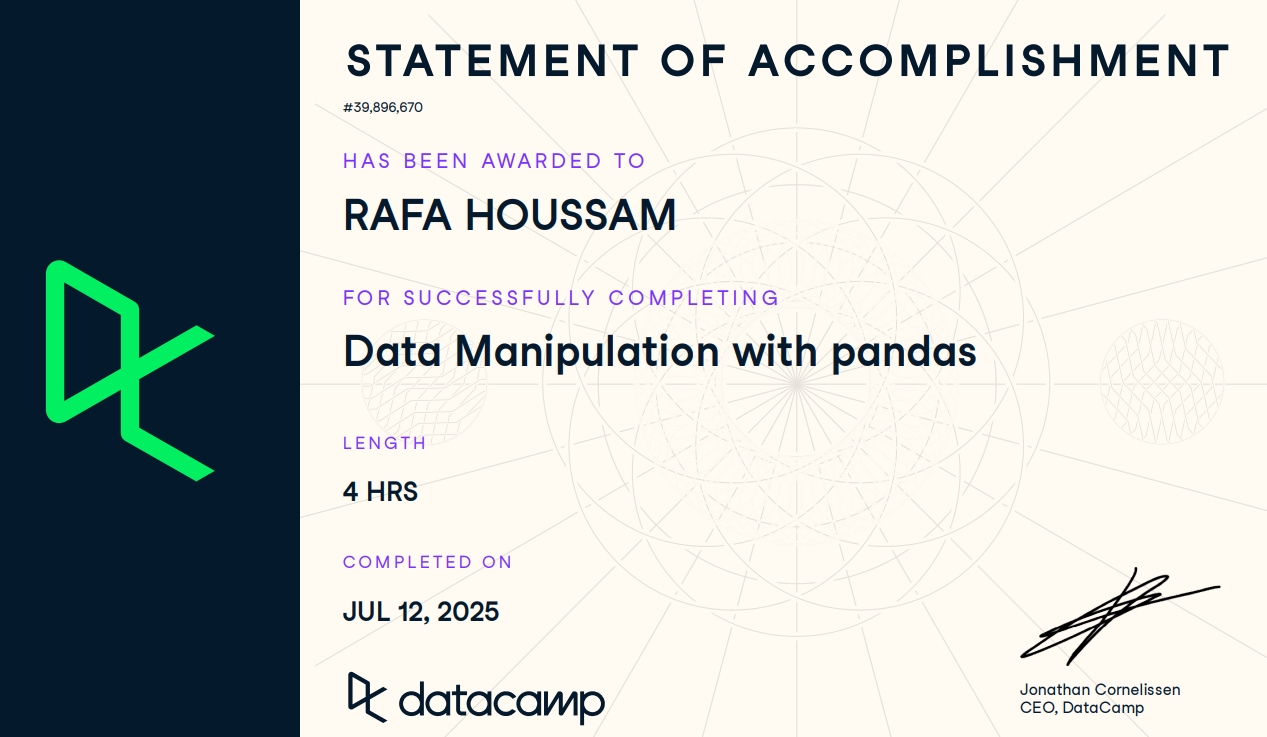 STATEMENT OF ACCOMPLISHMENT
#39,896,670
HAS BEEN AWARDED TO
RAFA HOUSSAM
FOR SUCCESSFULLY COMPLETING
Data Manipulation with pandas
LENGTH
4 HRS
COMPLETED ON
JUL 12, 2025
datacamp
Jonathan Cornelissen
CEO, DataCamp